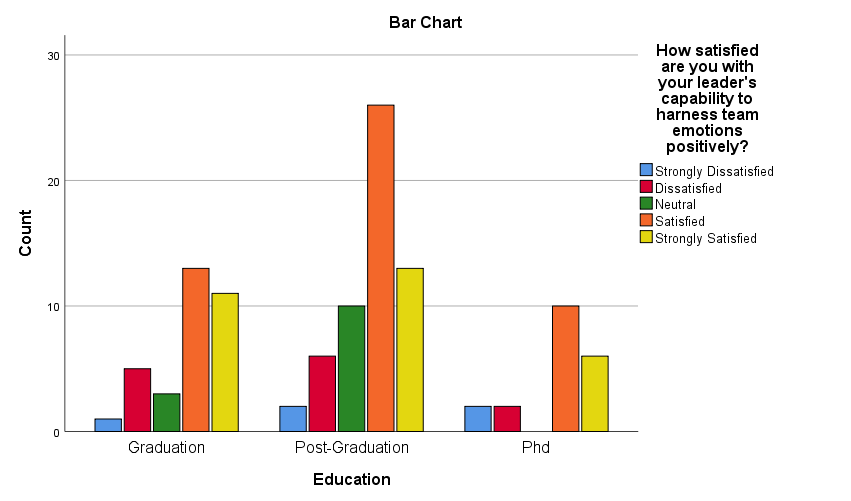 Bar Chart
30
20
10
0
Count
Graduation
Post-Graduation
Phd
Education
How satisfied
are you with
your leader's
capability to
harness team
emotions
positively?
Strongly Dissatisfied
Dissatisfied
Neutral
Satisfied
Strongly Satisfied